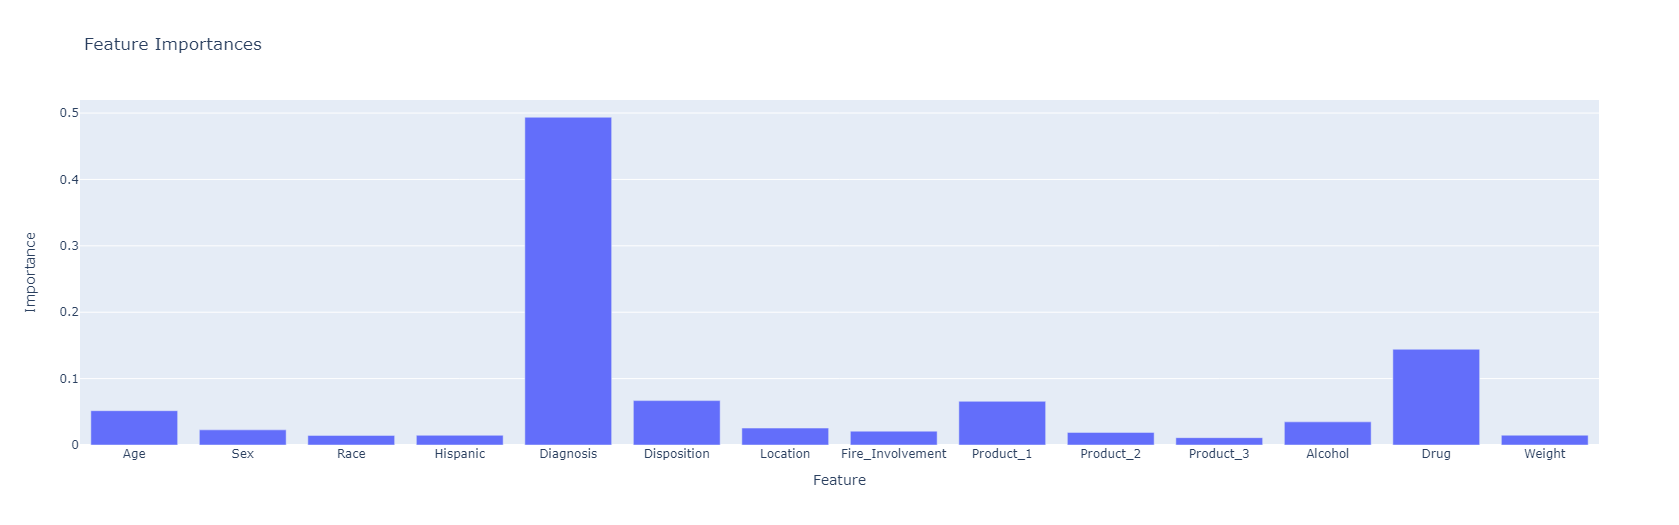 Feature Importances
Importance
0.5
0.4
0.3
0.2
0.1
0
Age Sex Race Hispanic Diagnosis Disposition Location Fire_Involvement Product_1 Product_2 Product_3 Alcohol Drug Weight
Feature